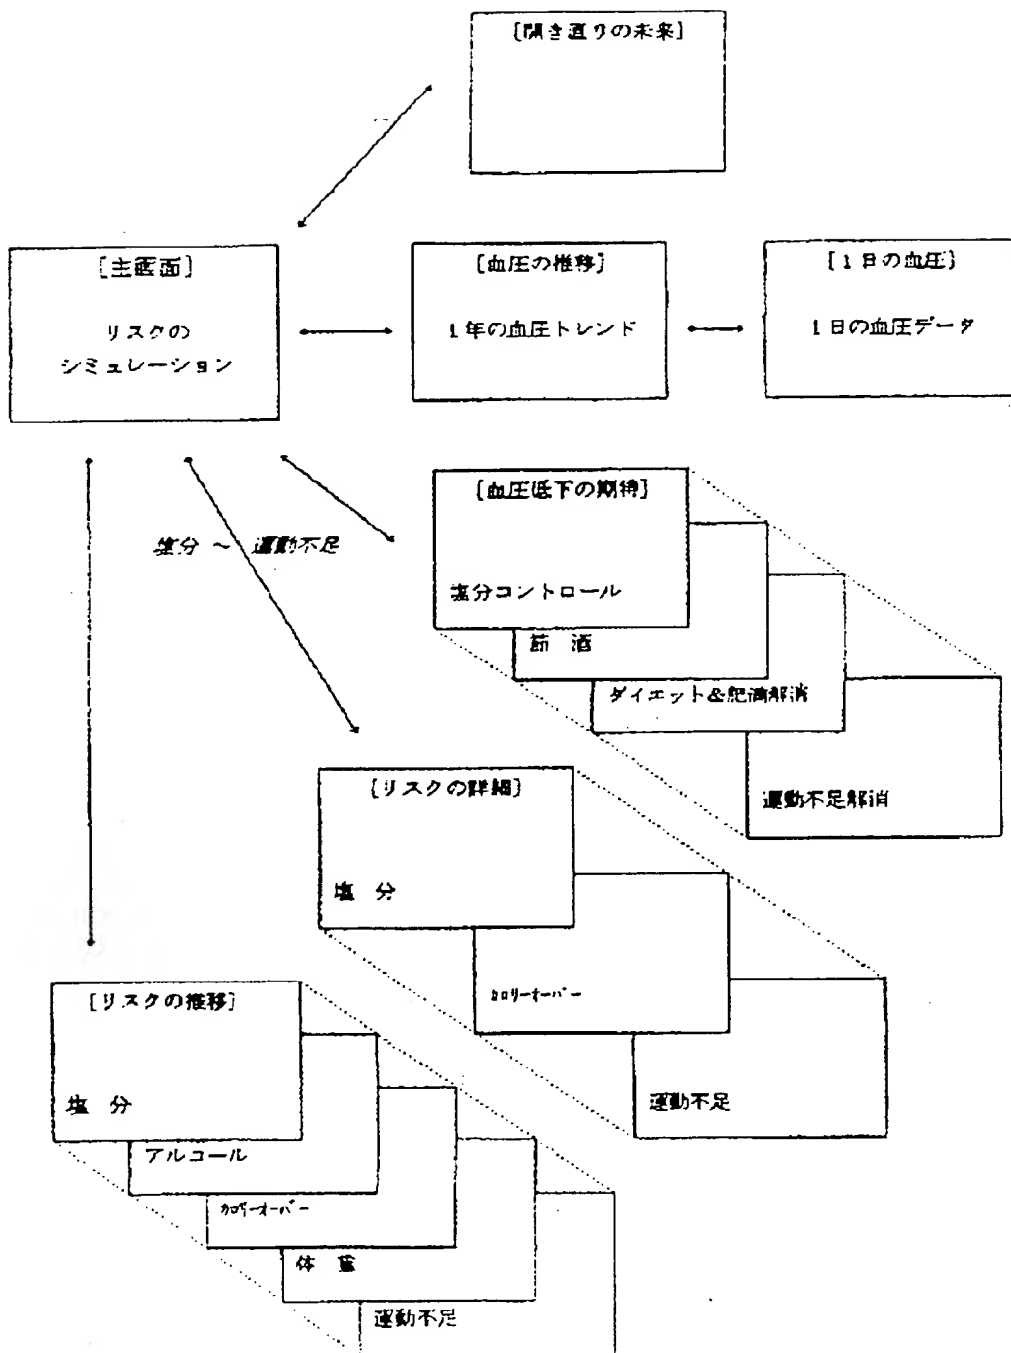 [開き直りの未来]
[主画面]
リスクの
シミュレーション
[血圧の推移]
1年の血圧トレンド
[1日の血圧]
1日の血圧データ
塩分 ～ 運動不足
[血圧低下の期待]
塩分コントロール
節 酒
ダイエット&肥満解消
運動不足解消
[リスクの詳細]
塩 分
カロリーオーバー
運動不足
[リスクの推移]
塩 分
アルコール
カロリーオーバー
体 重
運動不足